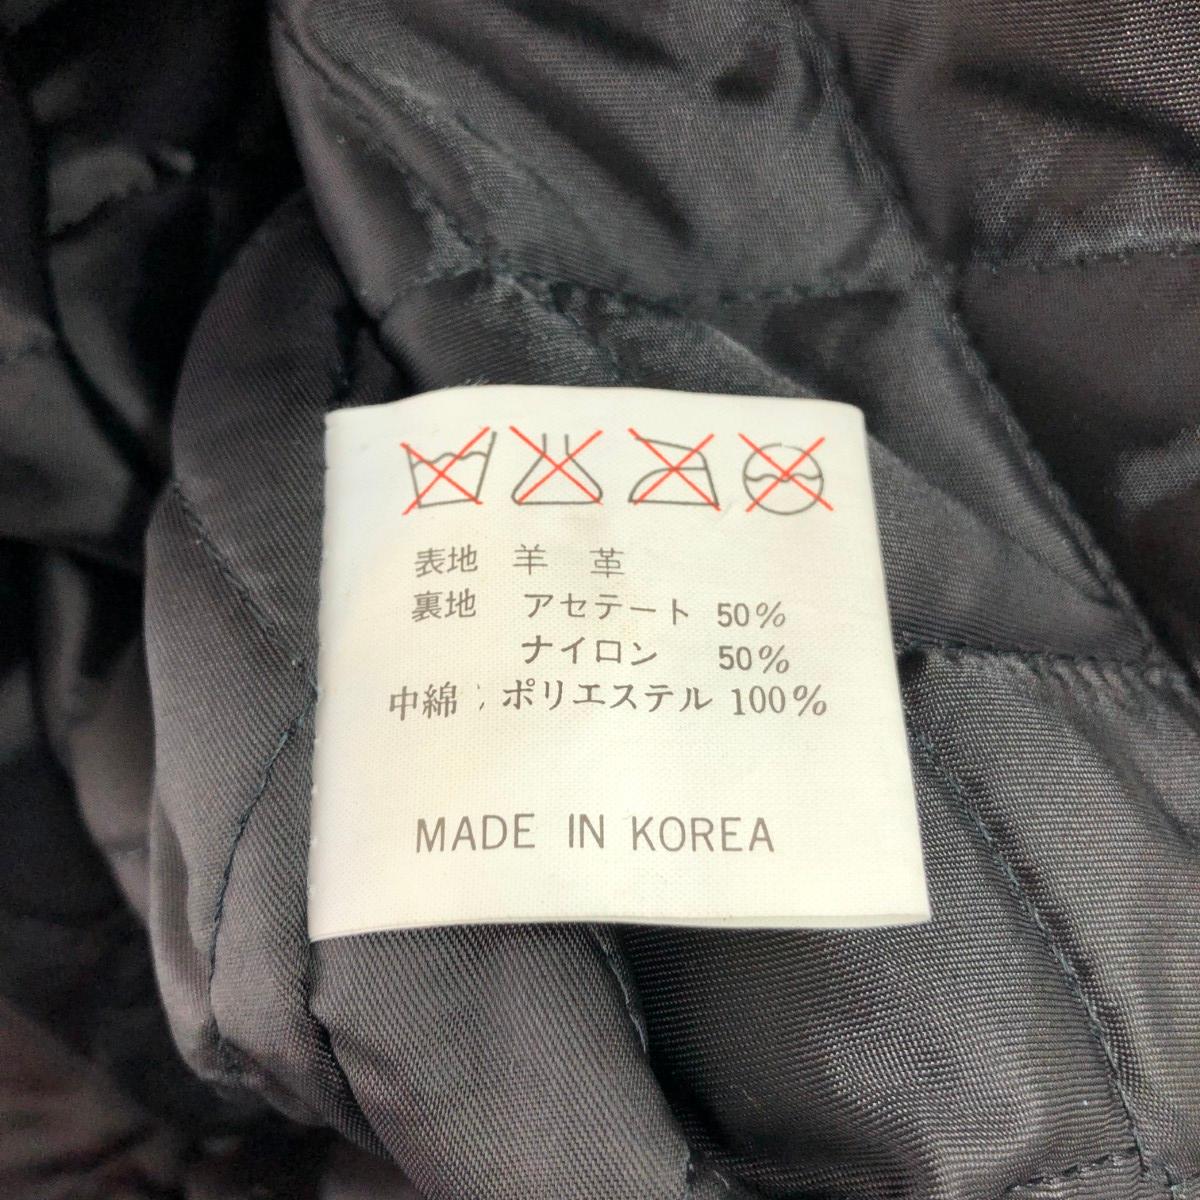 表地 羊 革
裏地 アセテート 50%
ナイロン 50%
中綿 ; ポリエステル 100%
MADE IN KOREA